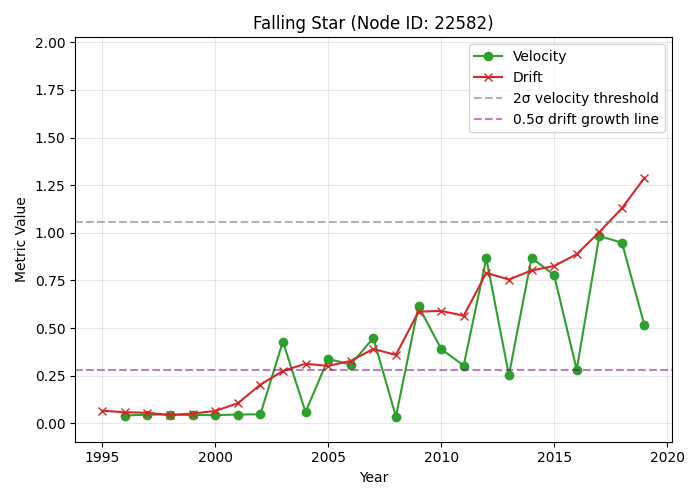 Falling Star (Node ID: 22582)
Velocity
Drift
2σ velocity threshold
0.5σ drift growth line
Metric Value
2.00
1.75
1.50
1.25
1.00
0.75
0.50
0.25
0.00
1995
2000
2005
2010
2015
2020
Year